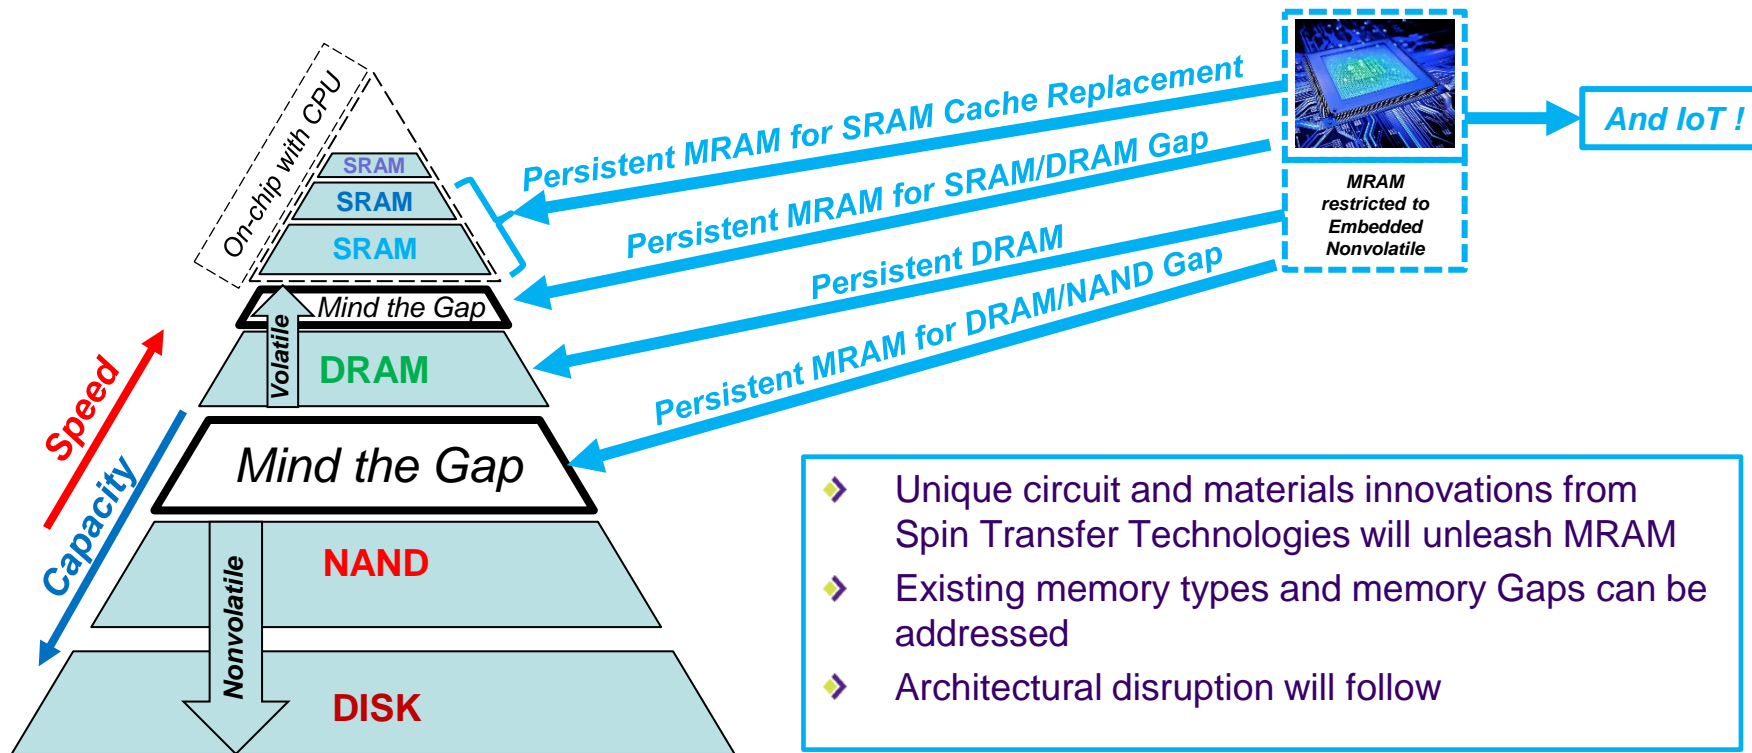 On-chip with CPU
SRAM
SRAM
SRAM
Mind the Gap
Volatile
DRAM
Speed
Capacity
Mind the Gap
NAND
Nonvolatile
DISK
Persistent MRAM for SRAM Cache Replacement
Persistent MRAM for SRAM/DRAM Gap
Persistent DRAM
Persistent MRAM for DRAM/NAND Gap
MRAM
restricted to
Embedded
Nonvolatile
And IoT !
Unique circuit and materials innovations from
Spin Transfer Technologies will unleash MRAM
Existing memory types and memory Gaps can be
addressed
Architectural disruption will follow